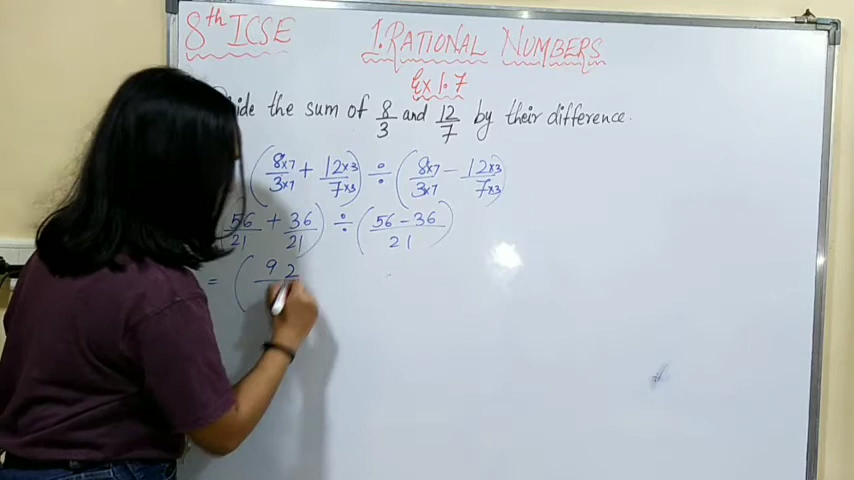 8th ICSE 1. RATIONAL NUMBERS
Ex 1.7
the sum of 8/3 and 12/7 by their difference.
(8×7/3×7 + 12×3/7×3) ÷ (8×7/3×7 − 12×3/7×3)
56/21 + 36/21) ÷ (56 − 36/21)
= (92